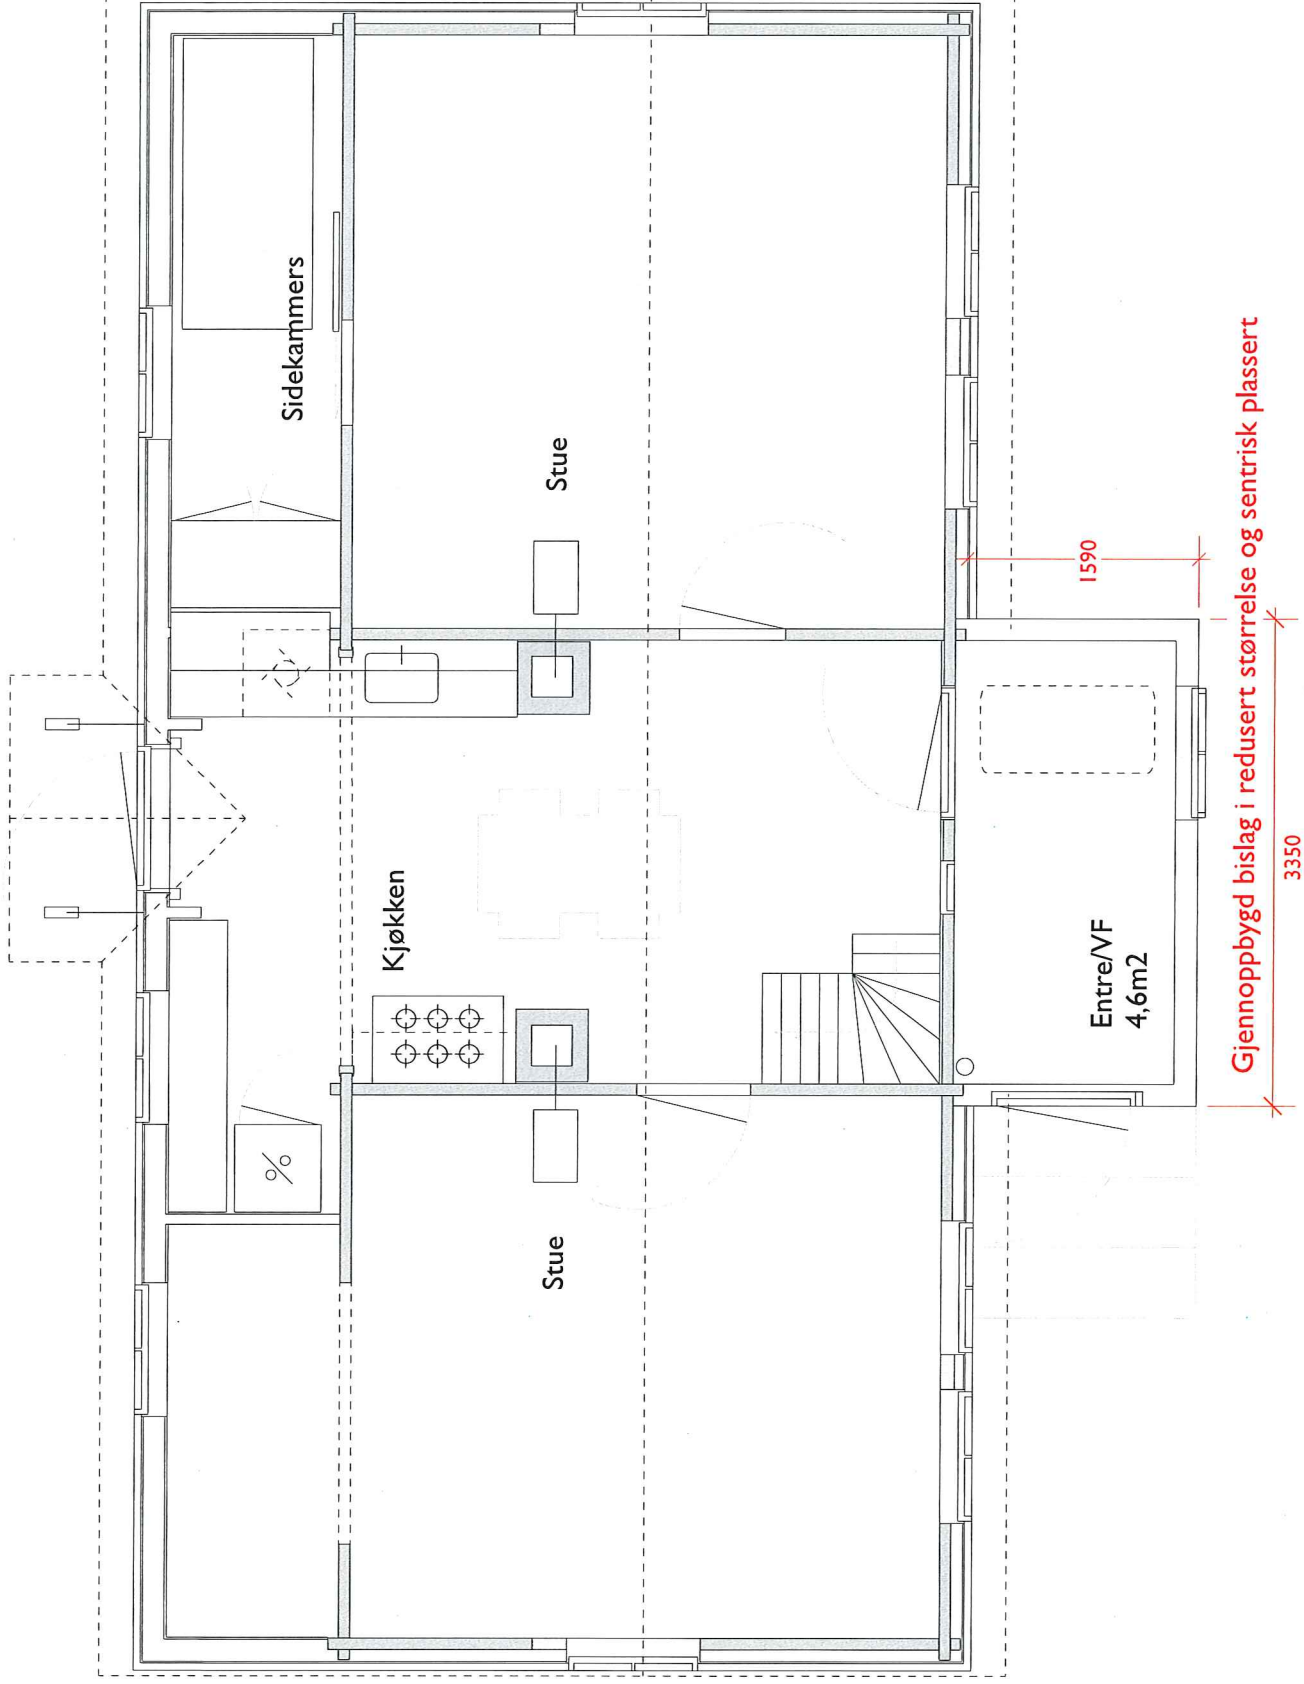 Sidekammers
Stue
Kjøkken
Stue
Entre/VF
4,6m2
1590
Gjennoppbygd bislag i redusert størrelse og sentrisk plassert
3350